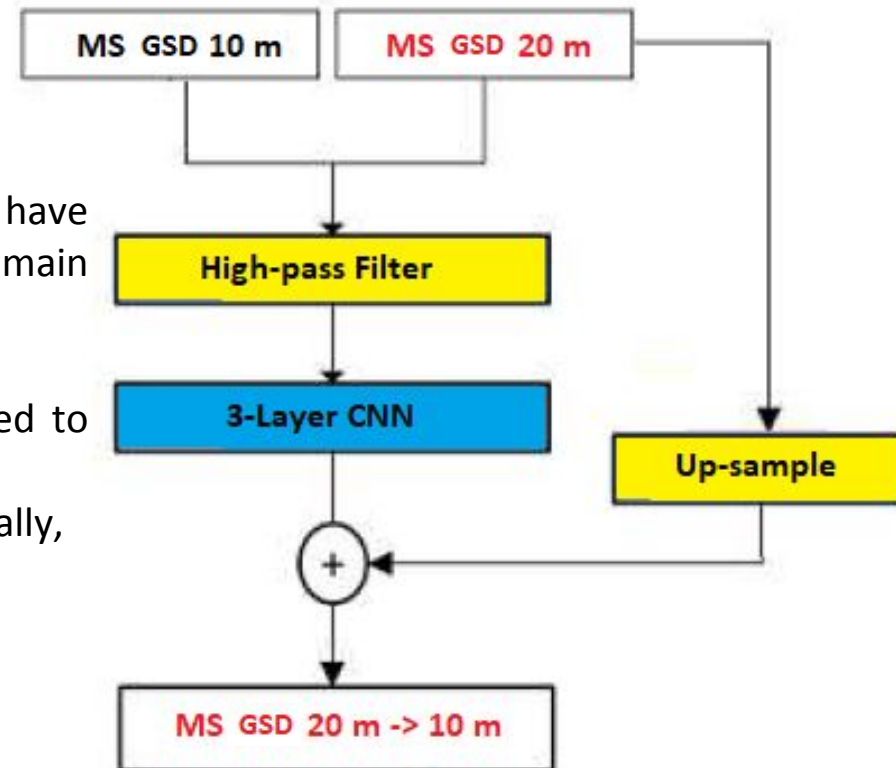 MS GSD 10 m
MS GSD 20 m
have
main
High-pass Filter
ed to
3-Layer CNN
Up-sample
ally,
+
MS GSD 20 m -> 10 m